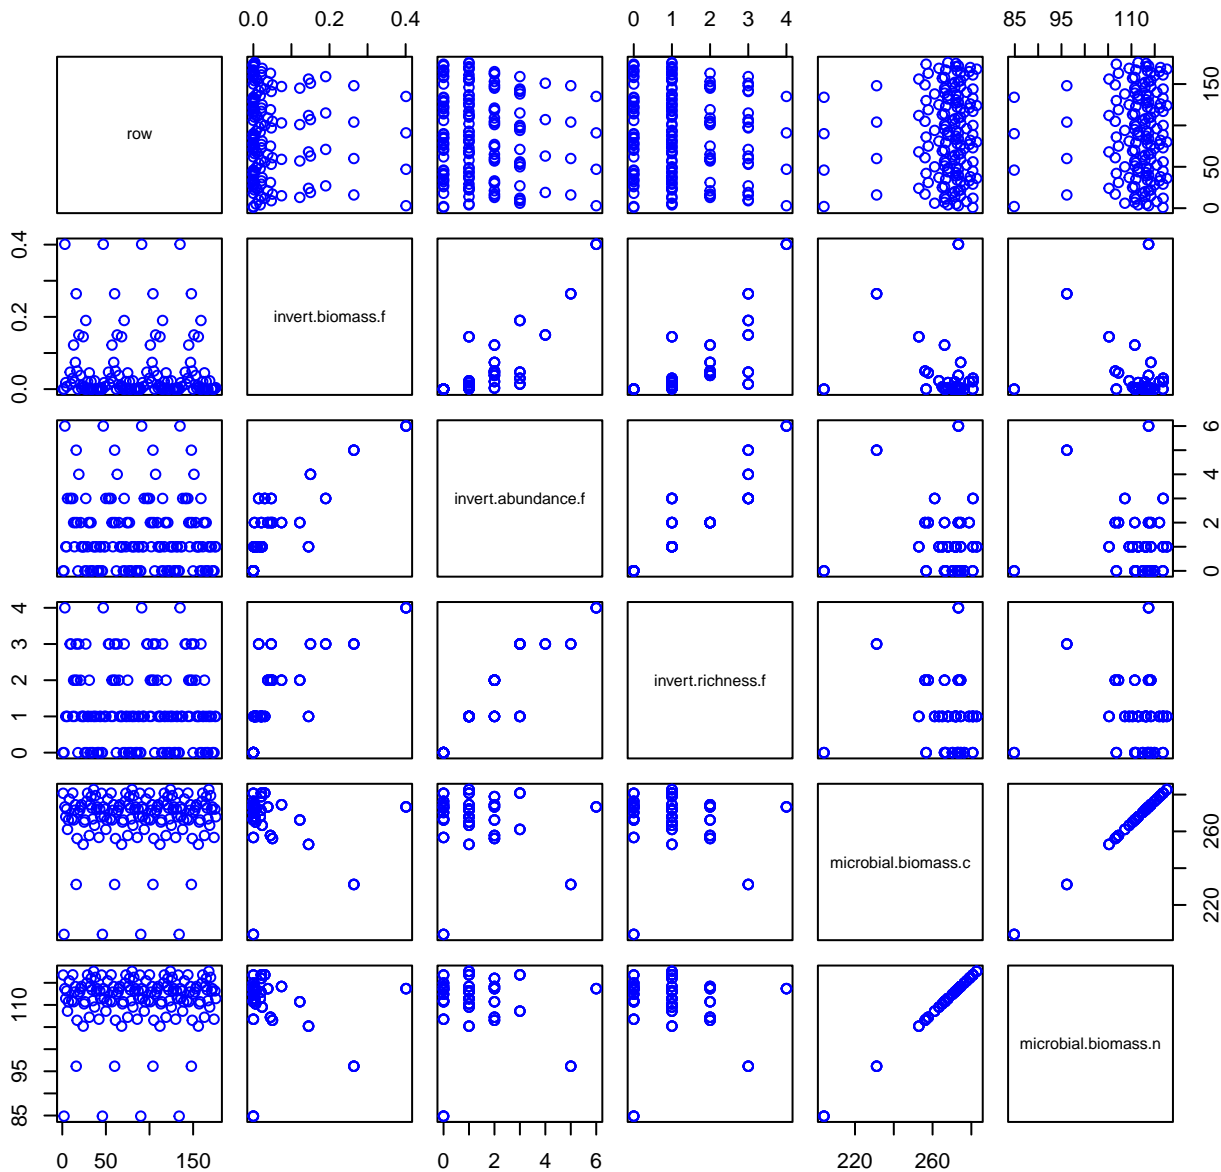 0.0 0.2 0.4 0 1 2 3 4 85 95 110
row
0 50 150
0.0 0.2 0.4
invert.biomass.f
invert.abundance.f
0 2 4 6
0 1 2 3 4
invert.richness.f
microbial.biomass.c
220 260
85 95 110
microbial.biomass.n
0 50 150 0 2 4 6 220 260